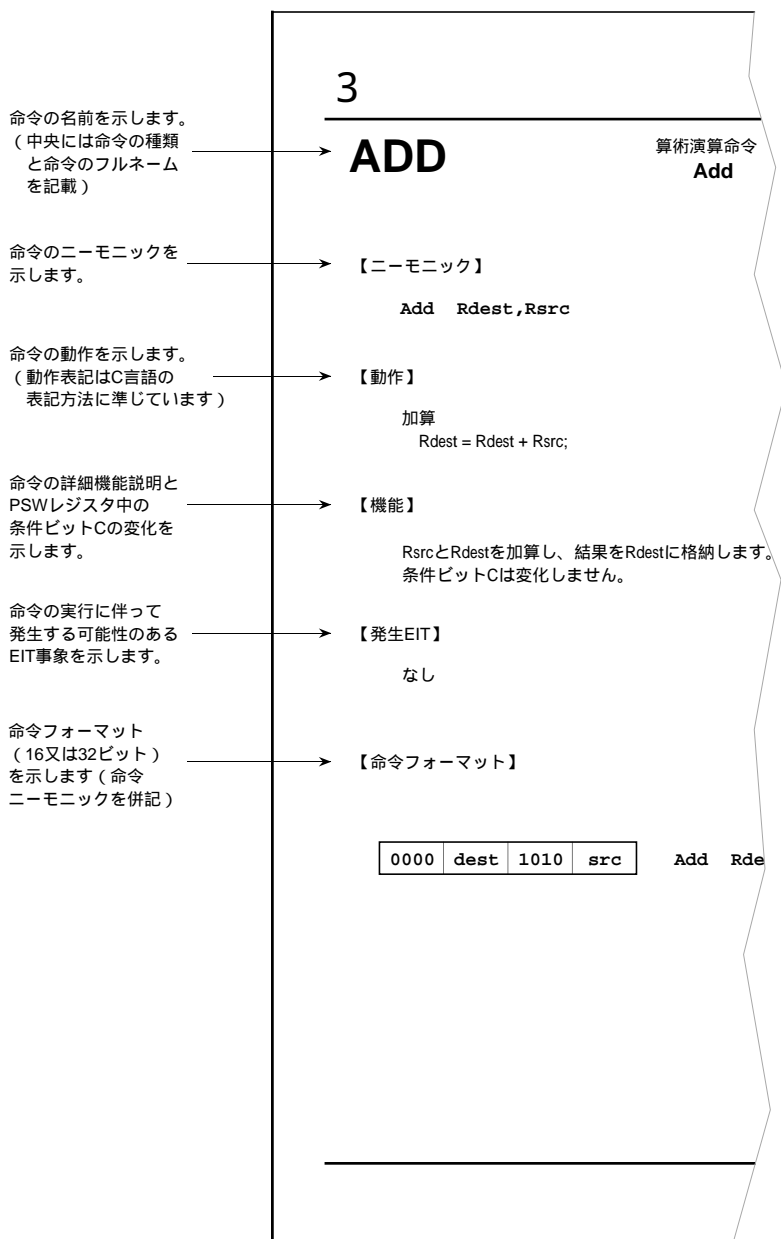 3
命令の名前を示します。
(中央には命令の種類
と命令のフルネーム
を記載)
ADD
算術演算命令
Add
命令のニーモニックを
示します。
【ニーモニック】
Add Rdest,Rsrc
命令の動作を示します。
(動作表記はC言語の
表記方法に準じています)
【動作】
加算
Rdest = Rdest + Rsrc;
命令の詳細機能説明と
PSWレジスタ中の
条件ビットCの変化を
示します。
【機能】
RsrcとRdestを加算し、結果をRdestに格納します。
条件ビットCは変化しません。
命令の実行に伴って
発生する可能性のある
EIT事象を示します。
【発生EIT】
なし
命令フォーマット
(16又は32ビット)
を示します(命令
ニーモニックを併記)
【命令フォーマット】
0000 dest 1010 src Add Rde